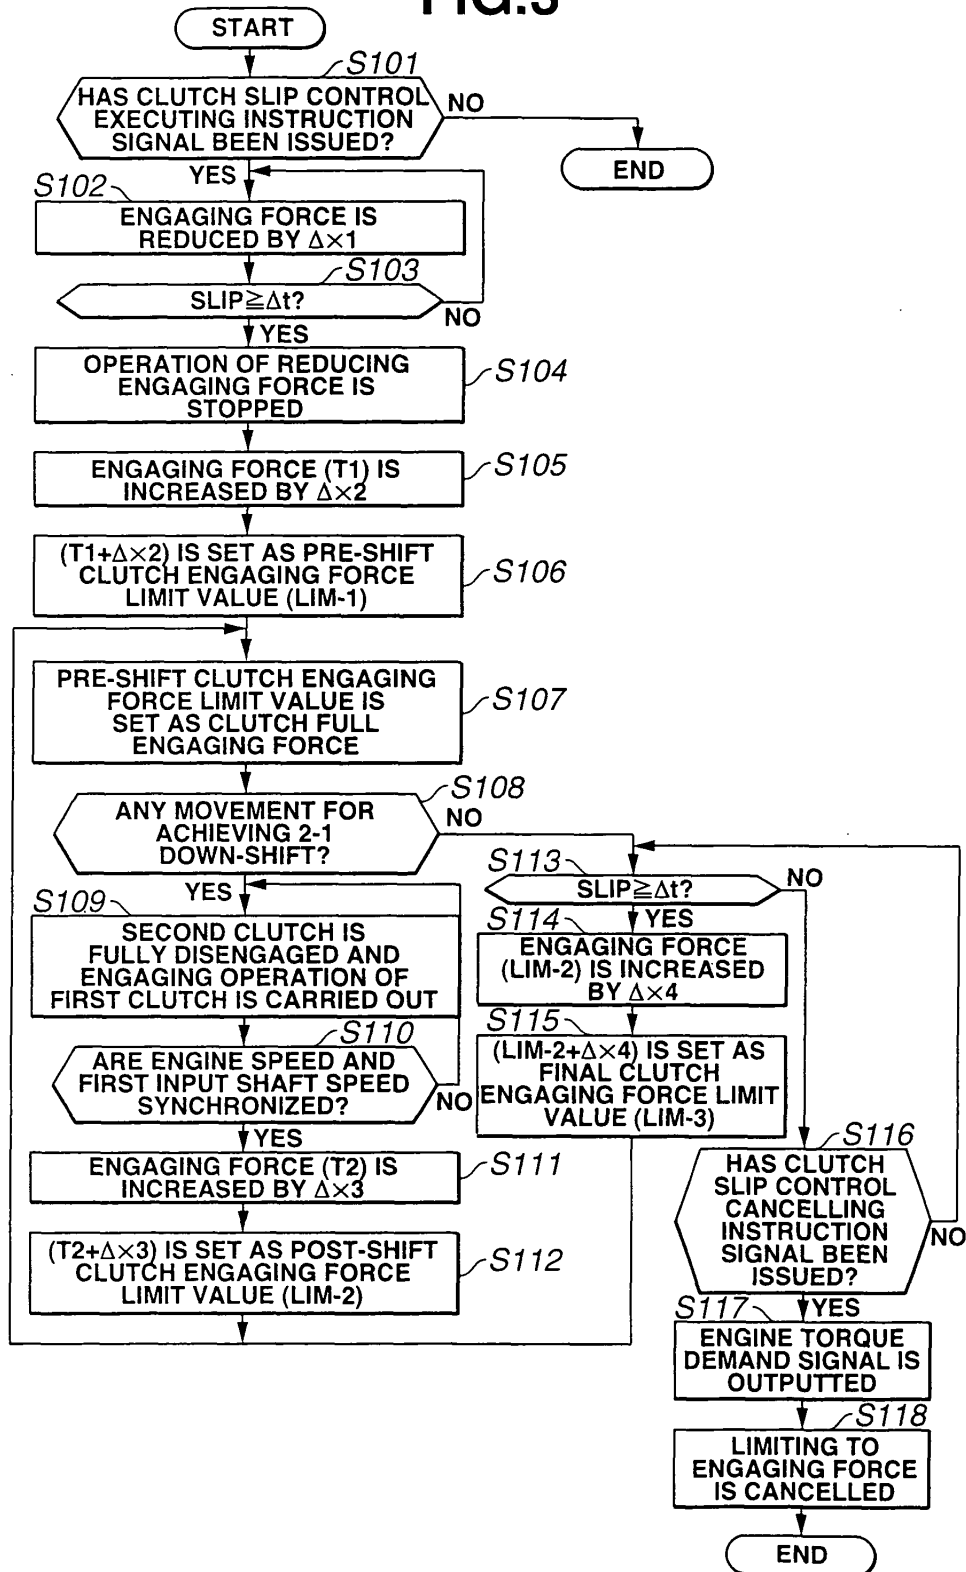 FIG.3
START
S101
HAS CLUTCH SLIP CONTROL
EXECUTING INSTRUCTION
SIGNAL BEEN ISSUED?
NO
END
YES
S102
ENGAGING FORCE IS
REDUCED BY Δ×1
S103
SLIP≧Δt?
NO
YES
OPERATION OF REDUCING
ENGAGING FORCE IS
STOPPED
S104
ENGAGING FORCE (T1) IS
INCREASED BY Δ×2
S105
(T1+Δ×2) IS SET AS PRE-SHIFT
CLUTCH ENGAGING FORCE
LIMIT VALUE (LIM-1)
S106
PRE-SHIFT CLUTCH ENGAGING
FORCE LIMIT VALUE IS
SET AS CLUTCH FULL
ENGAGING FORCE
S107
S108
ANY MOVEMENT FOR
ACHIEVING 2-1
DOWN-SHIFT?
NO
YES
S109
SECOND CLUTCH IS
FULLY DISENGAGED AND
ENGAGING OPERATION OF
FIRST CLUTCH IS CARRIED OUT
S110
ARE ENGINE SPEED AND
FIRST INPUT SHAFT SPEED
SYNCHRONIZED?
NO
YES
ENGAGING FORCE (T2) IS
INCREASED BY Δ×3
S111
(T2+Δ×3) IS SET AS POST-SHIFT
CLUTCH ENGAGING FORCE
LIMIT VALUE (LIM-2)
S112
S113
SLIP≧Δt?
NO
YES
S114
ENGAGING FORCE
(LIM-2) IS INCREASED
BY Δ×4
S115
(LIM-2+Δ×4) IS SET AS
FINAL CLUTCH
ENGAGING FORCE LIMIT
VALUE (LIM-3)
S116
HAS CLUTCH
SLIP CONTROL
CANCELLING
INSTRUCTION
SIGNAL BEEN
ISSUED?
NO
YES
S117
ENGINE TORQUE
DEMAND SIGNAL IS
OUTPUTTED
S118
LIMITING TO
ENGAGING FORCE
IS CANCELLED
END